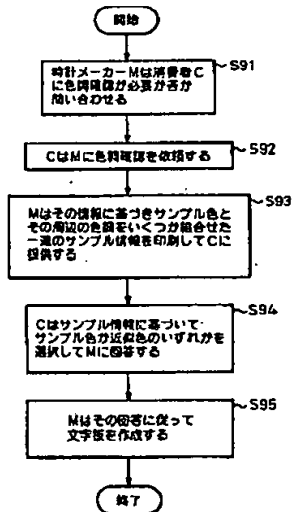 開始
S91
時計メーカーMは消費者C
に色調確認が必要か否か
問い合わせる
S92
CはMに色調確認を依頼する
S93
Mはその情報に基づきサンプル色と
その周辺の色調をいくつか組合せた
一連のサンプル情報を印刷してCに
提供する
S94
Cはサンプル情報に基づいて
サンプル色か近似色のいずれかを
選択してMに回答する
S95
Mはその回答に従って
文字板を作成する
終了